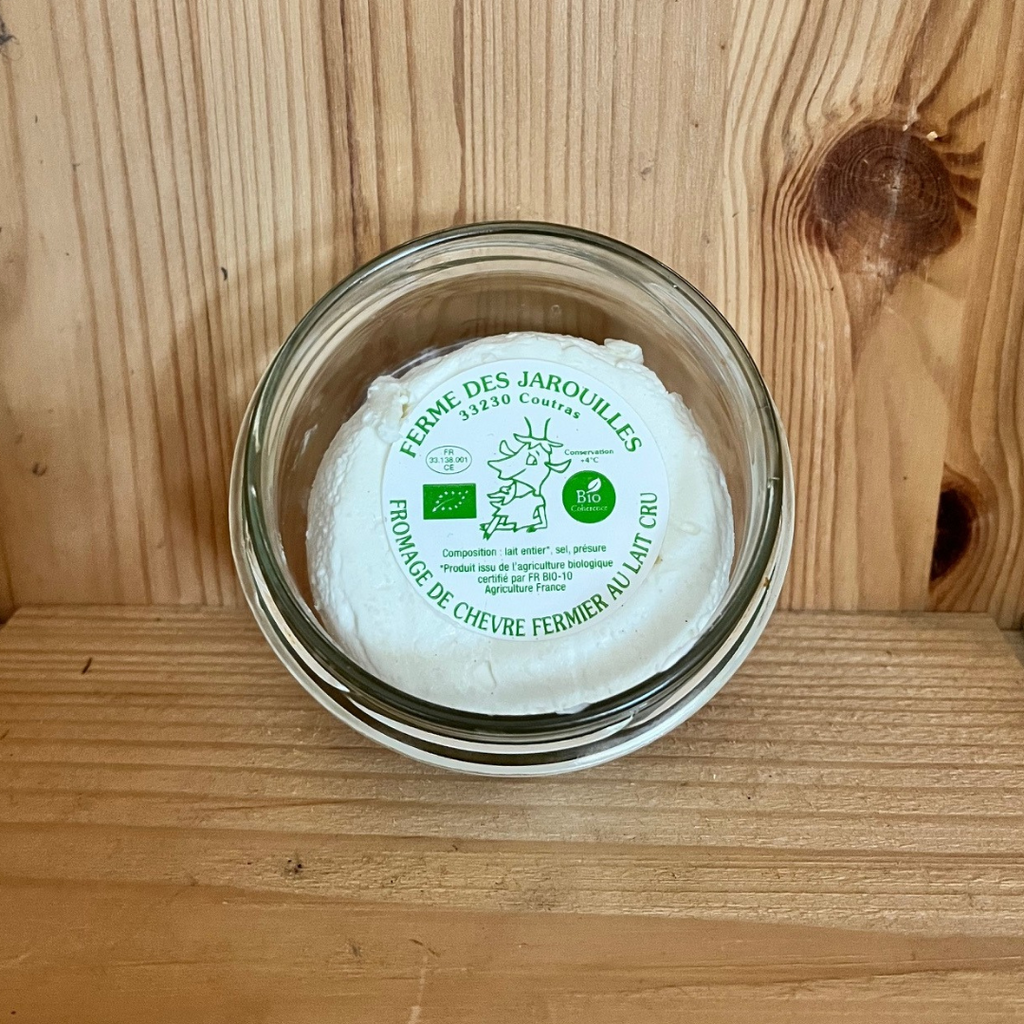 FERME DES JAROUILLES
33230 Coutras
FR
33.138.001
CE
Conservation
+4°C
Bio
Cohérence
Composition : lait entier*, sel, présure
*Produit issu de l'agriculture biologique
certifié par FR BIO-10
Agriculture France
FROMAGE DE CHEVRE FERMIER AU LAIT CRU